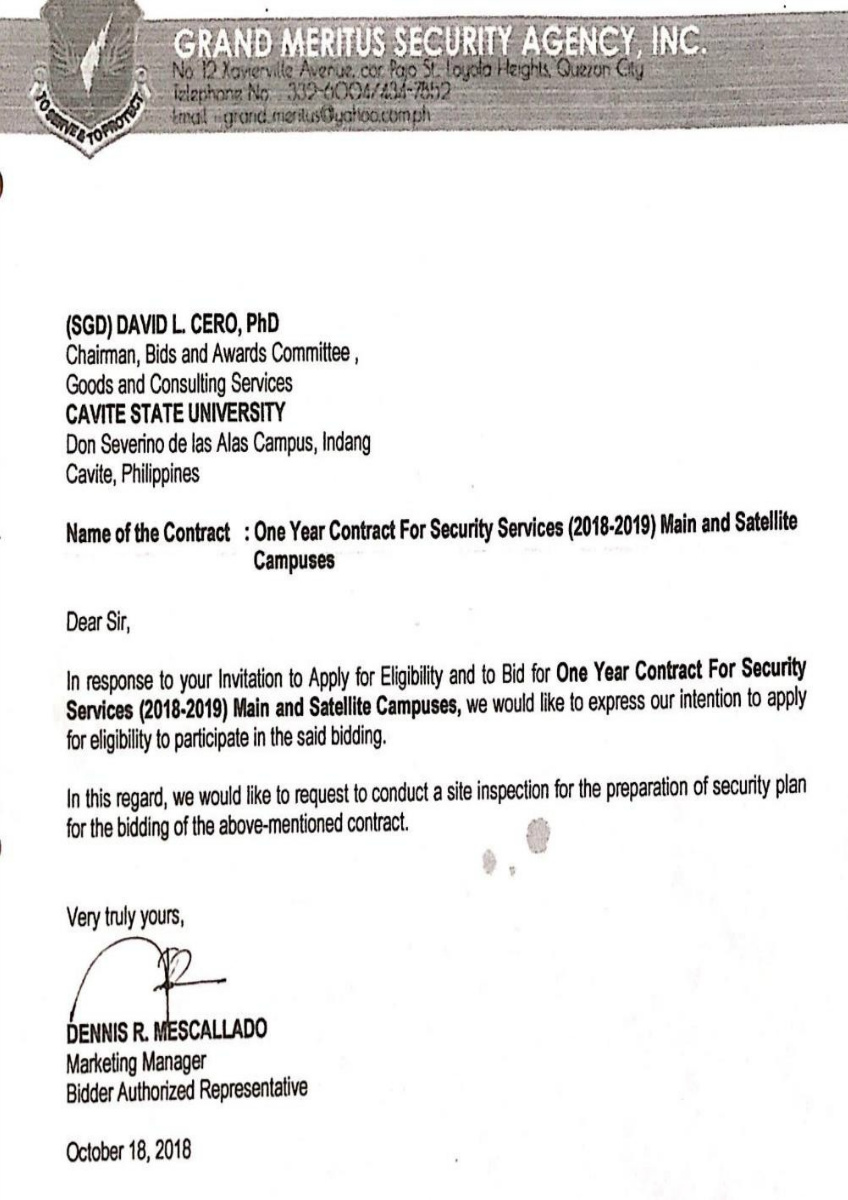 GRAND MERITUS SECURITY AGENCY, INC.
No 12 Xavierville Avenue, cor. Pajo St. Loyola Heights, Quezon City
Telephone No. : 332-6004/434-7852
Email : grand_meritus@yahoo.com.ph
TO SERVE & TO PROTECT
(SGD) DAVID L. CERO, PhD
Chairman, Bids and Awards Committee ,
Goods and Consulting Services
CAVITE STATE UNIVERSITY
Don Severino de las Alas Campus, Indang
Cavite, Philippines
Name of the Contract : One Year Contract For Security Services (2018-2019) Main and Satellite
Campuses
Dear Sir,
In response to your Invitation to Apply for Eligibility and to Bid for One Year Contract For Security
Services (2018-2019) Main and Satellite Campuses, we would like to express our intention to apply
for eligibility to participate in the said bidding.
In this regard, we would like to request to conduct a site inspection for the preparation of security plan
for the bidding of the above-mentioned contract.
Very truly yours,
DENNIS R. MESCALLADO
Marketing Manager
Bidder Authorized Representative
October 18, 2018